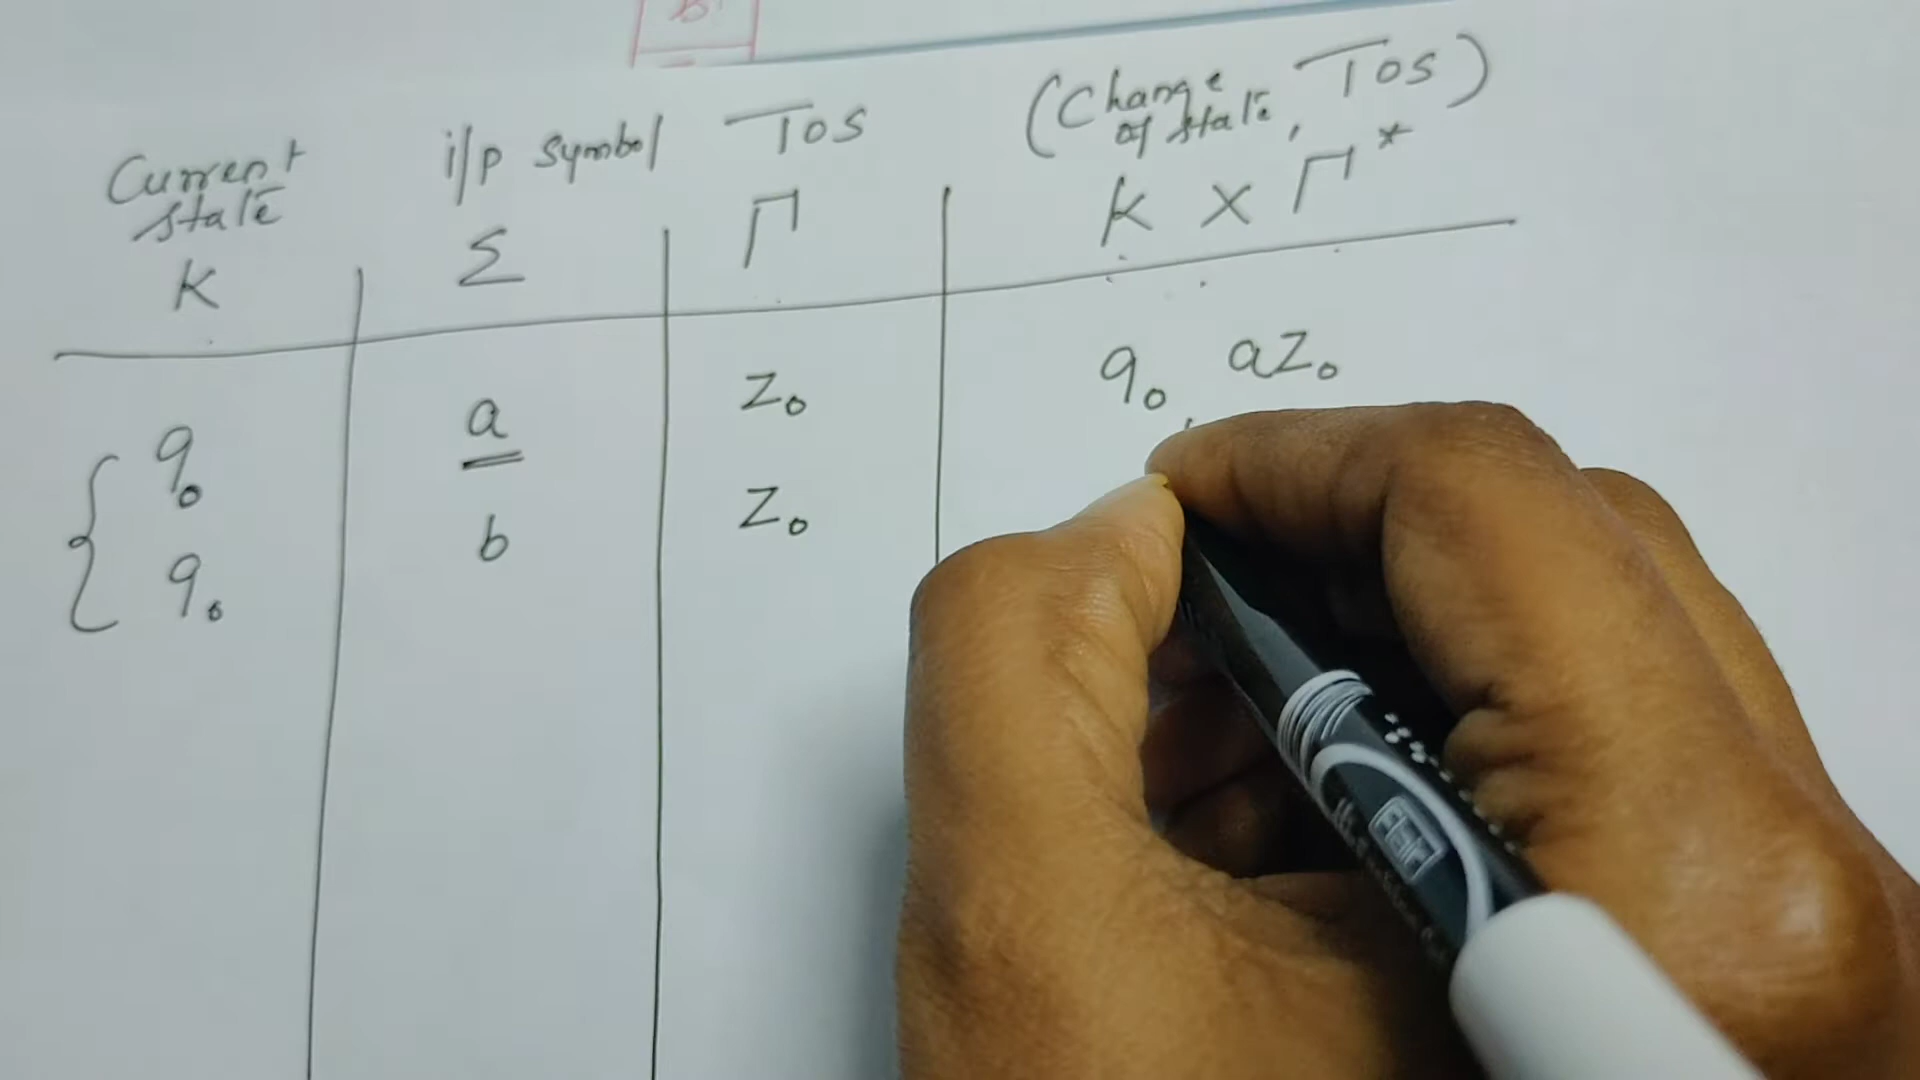 Current state i/p symbol TOS (Change of state, TOS)
K Σ Γ K x Γ*
q₀ a Z₀ q₀, aZ₀
q₀ b Z₀